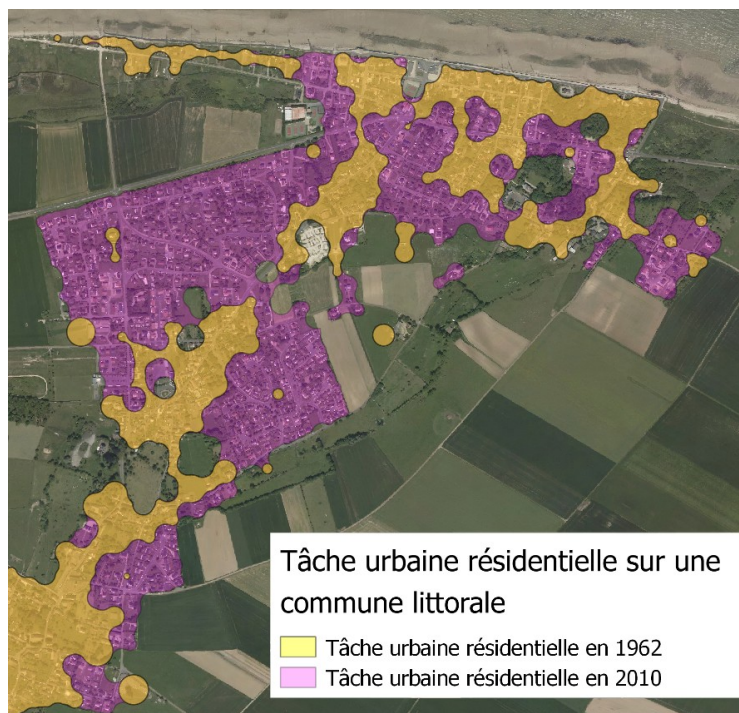 Tâche urbaine résidentielle sur une
commune littorale
Tâche urbaine résidentielle en 1962
Tâche urbaine résidentielle en 2010